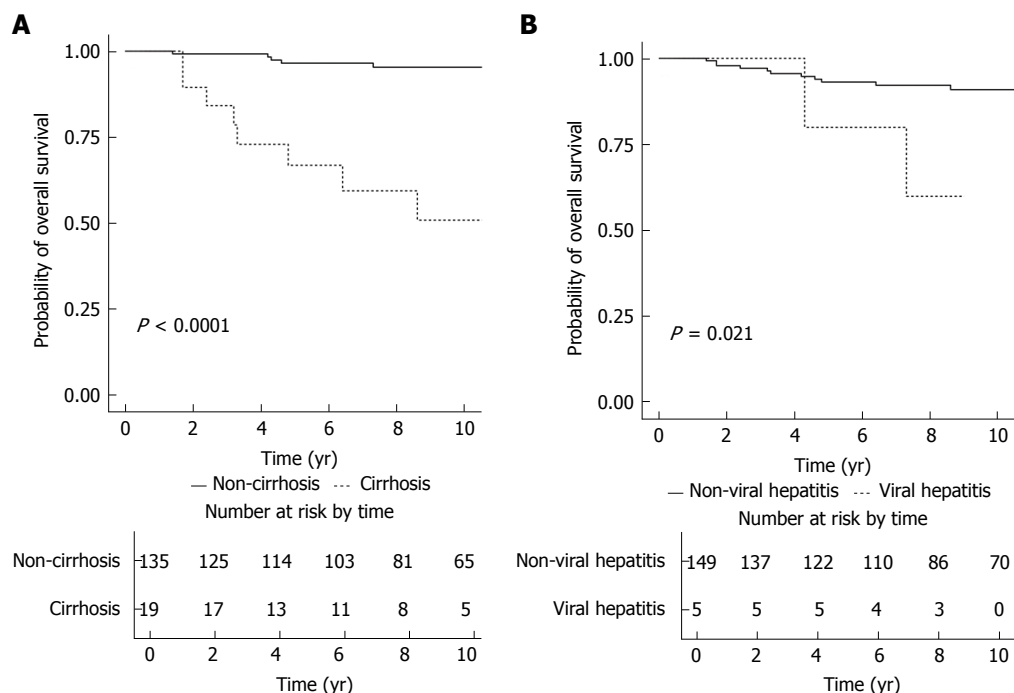 A
Probability of overall survival
1.00
0.75
0.50
0.25
0.00
P < 0.0001
0 2 4 6 8 10
Time (yr)
Non-cirrhosis Cirrhosis
Number at risk by time
Non-cirrhosis 135 125 114 103 81 65
Cirrhosis 19 17 13 11 8 5
0 2 4 6 8 10
Time (yr)
B
Probability of overall survival
1.00
0.75
0.50
0.25
0.00
P = 0.021
0 2 4 6 8 10
Time (yr)
Non-viral hepatitis Viral hepatitis
Number at risk by time
Non-viral hepatitis 149 137 122 110 86 70
Viral hepatitis 5 5 5 4 3 0
0 2 4 6 8 10
Time (yr)